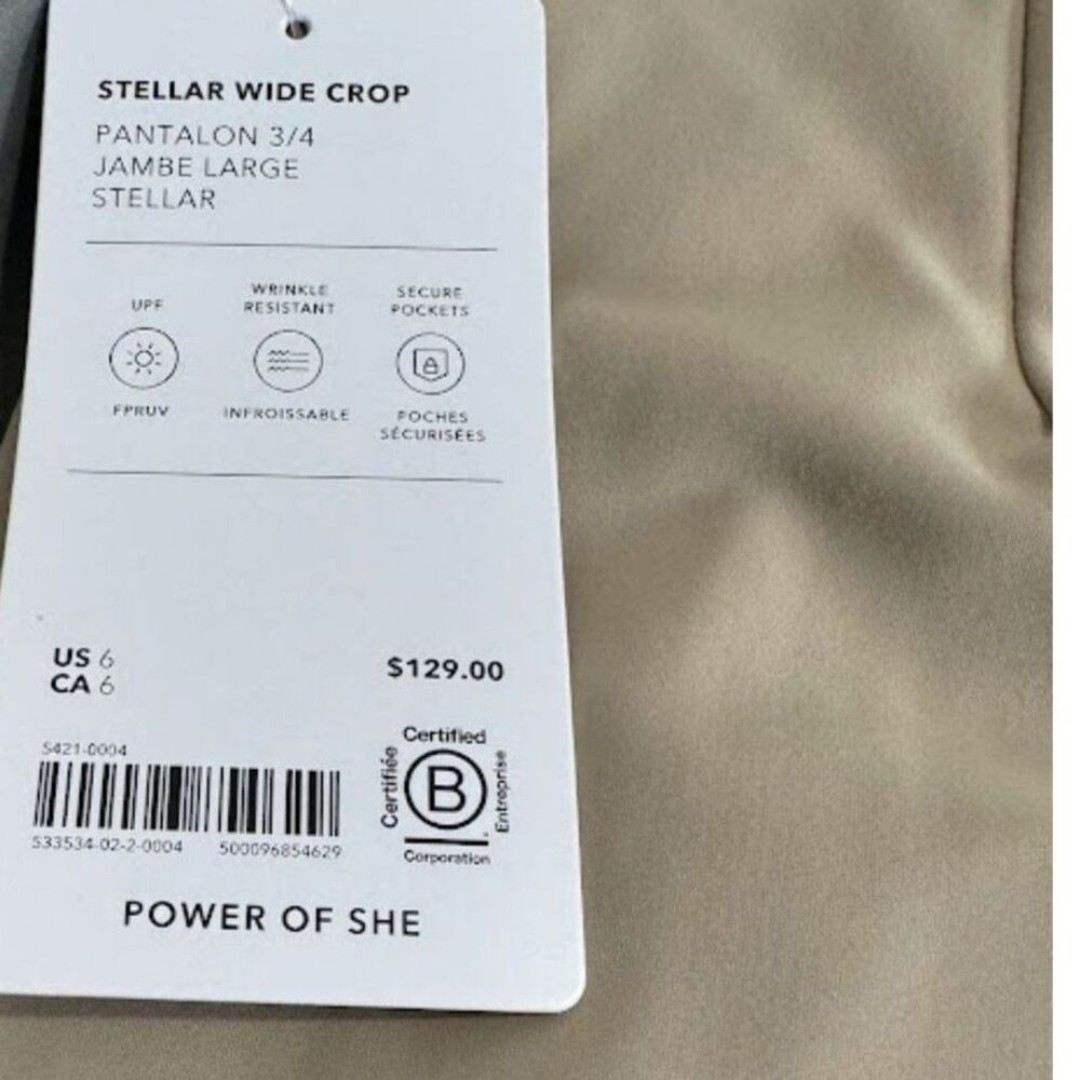 STELLAR WIDE CROP
PANTALON 3/4
JAMBE LARGE
STELLAR
UPF
FPRUV
WRINKLE
RESISTANT
INFROISSABLE
SECURE
POCKETS
POCHES
SÉCURISÉES
US 6
CA 6
$129.00
S421-0004
533534-02-2-0004 500096854629
Certified
Certifiée
B
Entreprise
Corporation
POWER OF SHE